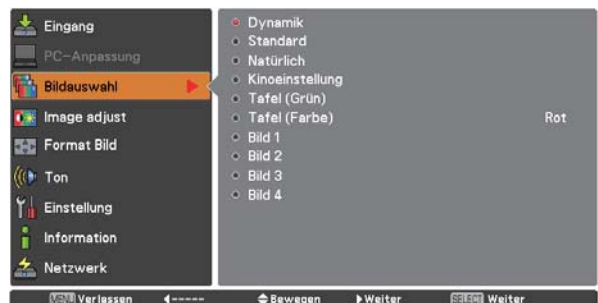 Eingang
PC-Anpassung
Bildauswahl
Image adjust
Format Bild
Ton
Einstellung
Information
Netzwerk
Dynamik
Standard
Natürlich
Kinoeinstellung
Tafel (Grün)
Tafel (Farbe) Rot
Bild 1
Bild 2
Bild 3
Bild 4
MENU Verlassen ◀----- Bewegen ▶Weiter SELECT Weiter